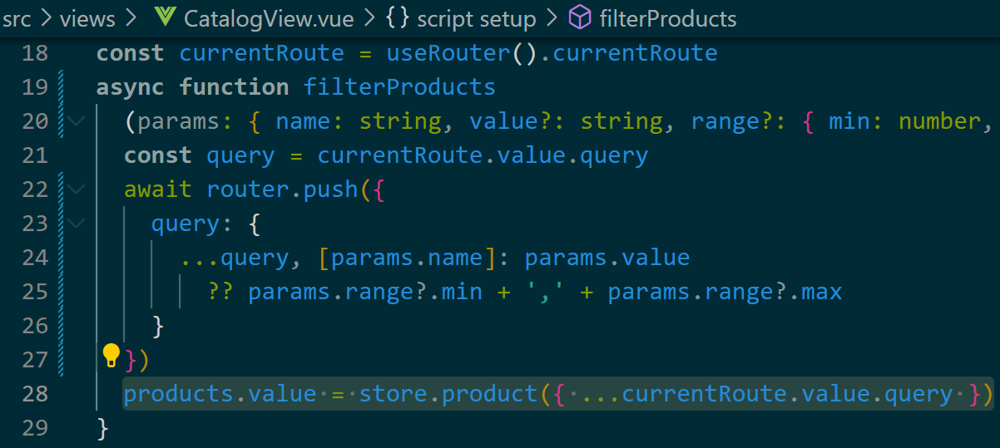 src > views > CatalogView.vue > {} script setup > filterProducts
18 const currentRoute = useRouter().currentRoute
19 async function filterProducts
20 (params: { name: string, value?: string, range?: { min: number,
21 const query = currentRoute.value.query
22 await router.push({
23 query: {
24 ...query, [params.name]: params.value
25 ?? params.range?.min + ',' + params.range?.max
26 }
27 })
28 products.value = store.product({ ...currentRoute.value.query })
29 }